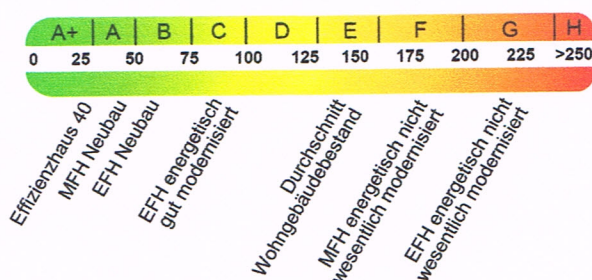 A+ A B C D E F G H
0 25 50 75 100 125 150 175 200 225 >250
Effizienzhaus 40
MFH Neubau
EFH Neubau
EFH energetisch
gut modernisiert
Durchschnitt
Wohngebäudebestand
MFH energetisch nicht
wesentlich modernisiert
EFH energetisch nicht
wesentlich modernisiert